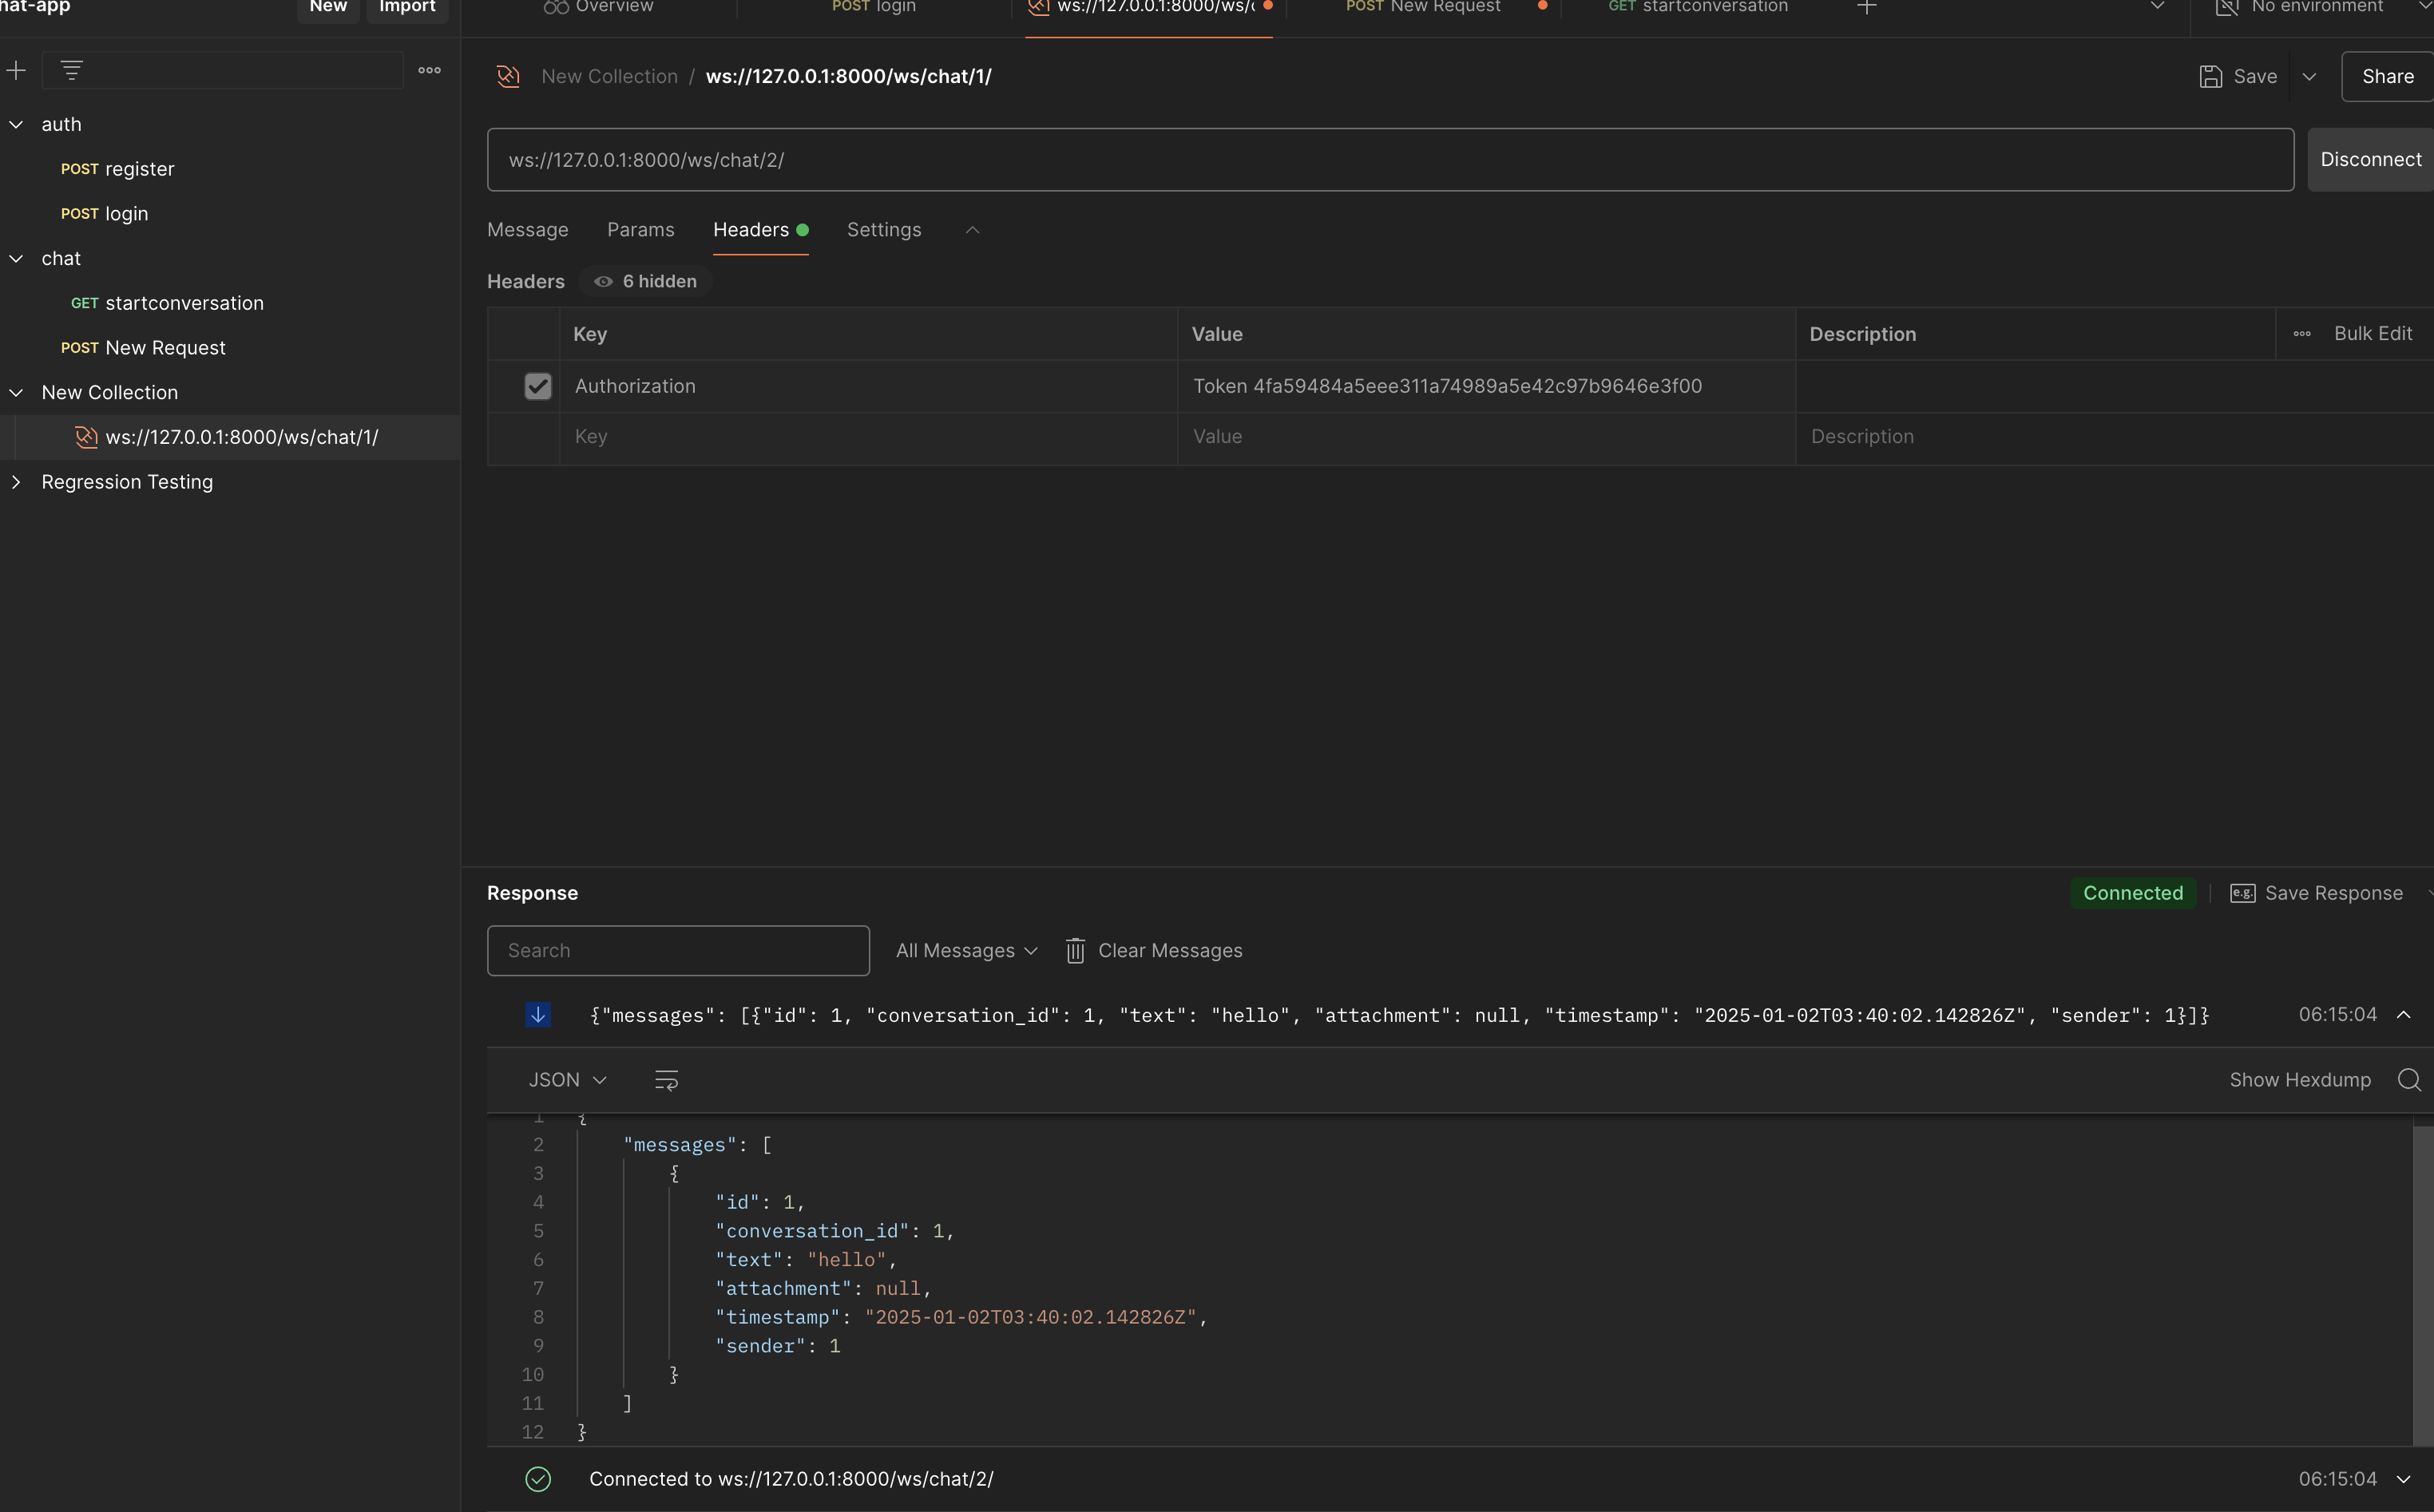 hat-app
New
Import
Overview
POST login
ws://127.0.0.1:8000/ws/c
POST New Request
GET startconversation
No environment
New Collection / ws://127.0.0.1:8000/ws/chat/1/
Save
Share
auth
POST register
POST login
chat
GET startconversation
POST New Request
New Collection
ws://127.0.0.1:8000/ws/chat/1/
Regression Testing
ws://127.0.0.1:8000/ws/chat/2/
Disconnect
Message Params Headers Settings
Headers 6 hidden
Key Value Description Bulk Edit
Authorization Token 4fa59484a5eee311a74989a5e42c97b9646e3f00
Key Value Description
Response
Connected
e.g. Save Response
Search
All Messages
Clear Messages
{"messages": [{"id": 1, "conversation_id": 1, "text": "hello", "attachment": null, "timestamp": "2025-01-02T03:40:02.142826Z", "sender": 1}]} 06:15:04
JSON
Show Hexdump
1 {
2 "messages": [
3 {
4 "id": 1,
5 "conversation_id": 1,
6 "text": "hello",
7 "attachment": null,
8 "timestamp": "2025-01-02T03:40:02.142826Z",
9 "sender": 1
10 }
11 ]
12 }
Connected to ws://127.0.0.1:8000/ws/chat/2/ 06:15:04